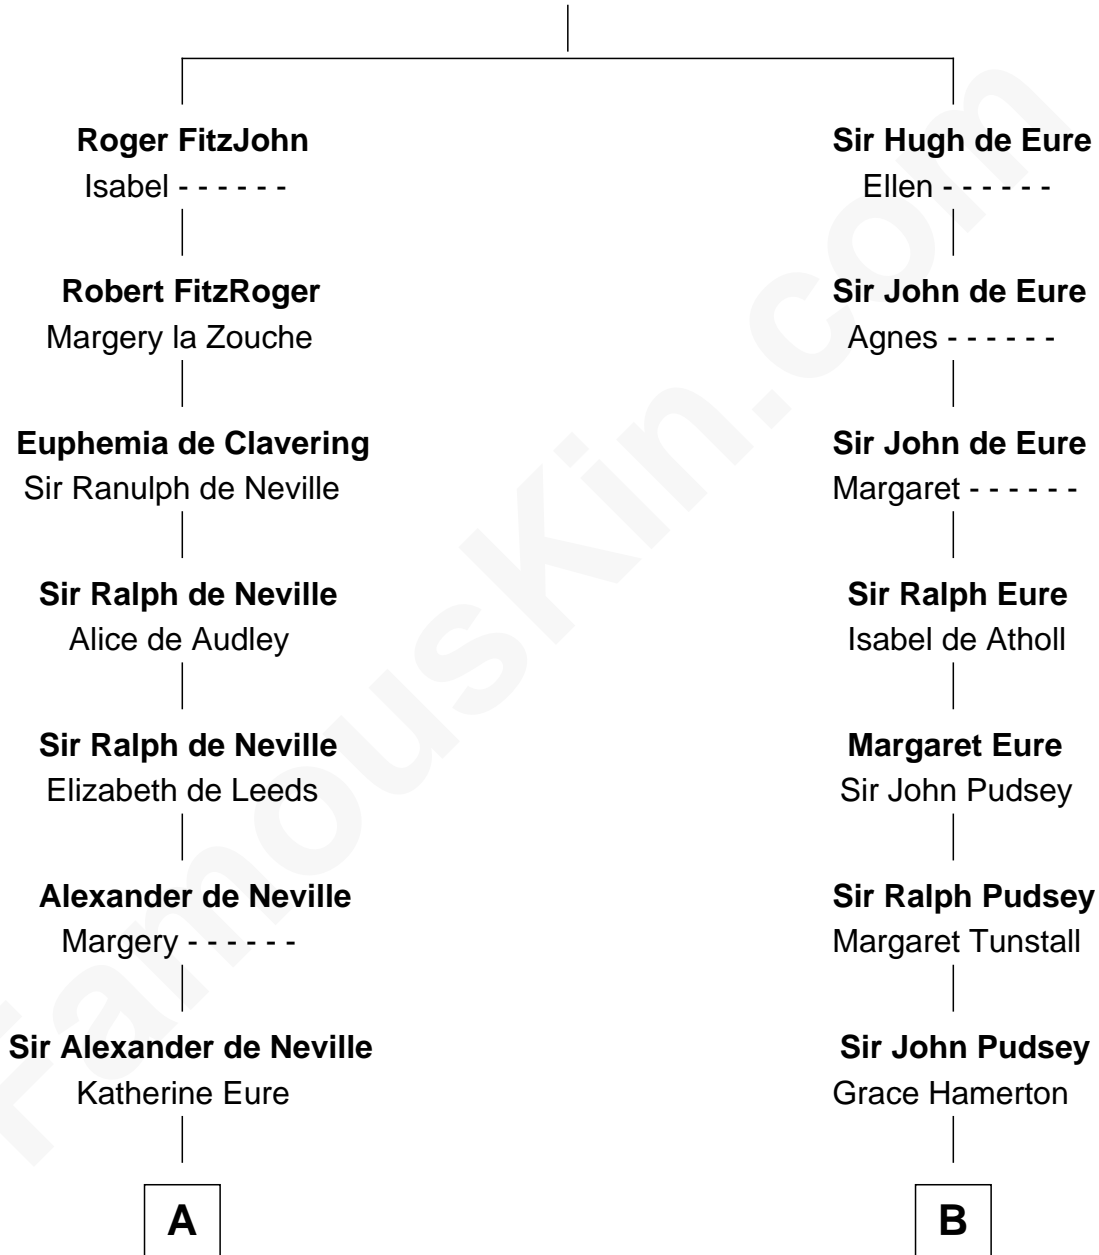 Roger FitzJohn
Isabel - - - - - -
Robert FitzRoger
Margery la Zouche
Euphemia de Clavering
Sir Ranulph de Neville
Sir Ralph de Neville
Alice de Audley
Sir Ralph de Neville
Elizabeth de Leeds
Alexander de Neville
Margery - - - - - -
Sir Alexander de Neville
Katherine Eure
A
Sir Hugh de Eure
Ellen - - - - - -
Sir John de Eure
Agnes - - - - - -
Sir John de Eure
Margaret - - - - - -
Sir Ralph Eure
Isabel de Atholl
Margaret Eure
Sir John Pudsey
Sir Ralph Pudsey
Margaret Tunstall
Sir John Pudsey
Grace Hamerton
B
FamousKin.com